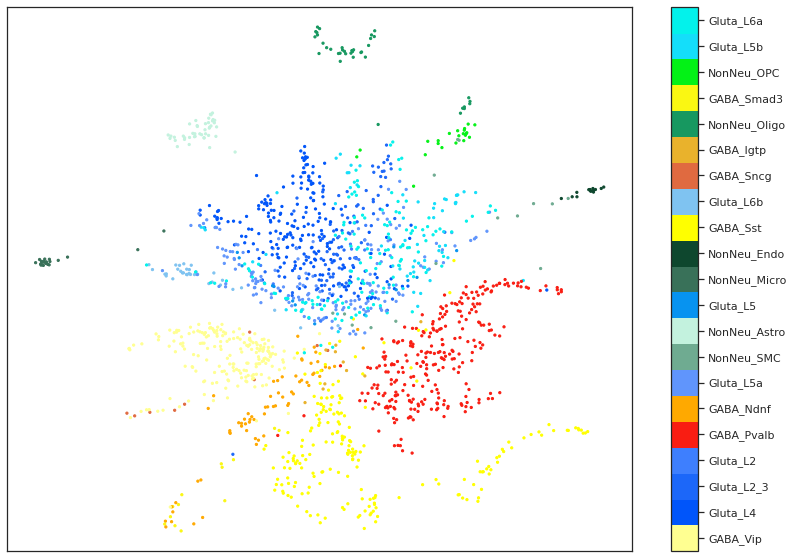 Gluta_L6a
Gluta_L5b
NonNeu_OPC
GABA_Smad3
NonNeu_Oligo
GABA_Igtp
GABA_Sncg
Gluta_L6b
GABA_Sst
NonNeu_Endo
NonNeu_Micro
Gluta_L5
NonNeu_Astro
NonNeu_SMC
Gluta_L5a
GABA_Ndnf
GABA_Pvalb
Gluta_L2
Gluta_L2_3
Gluta_L4
GABA_Vip